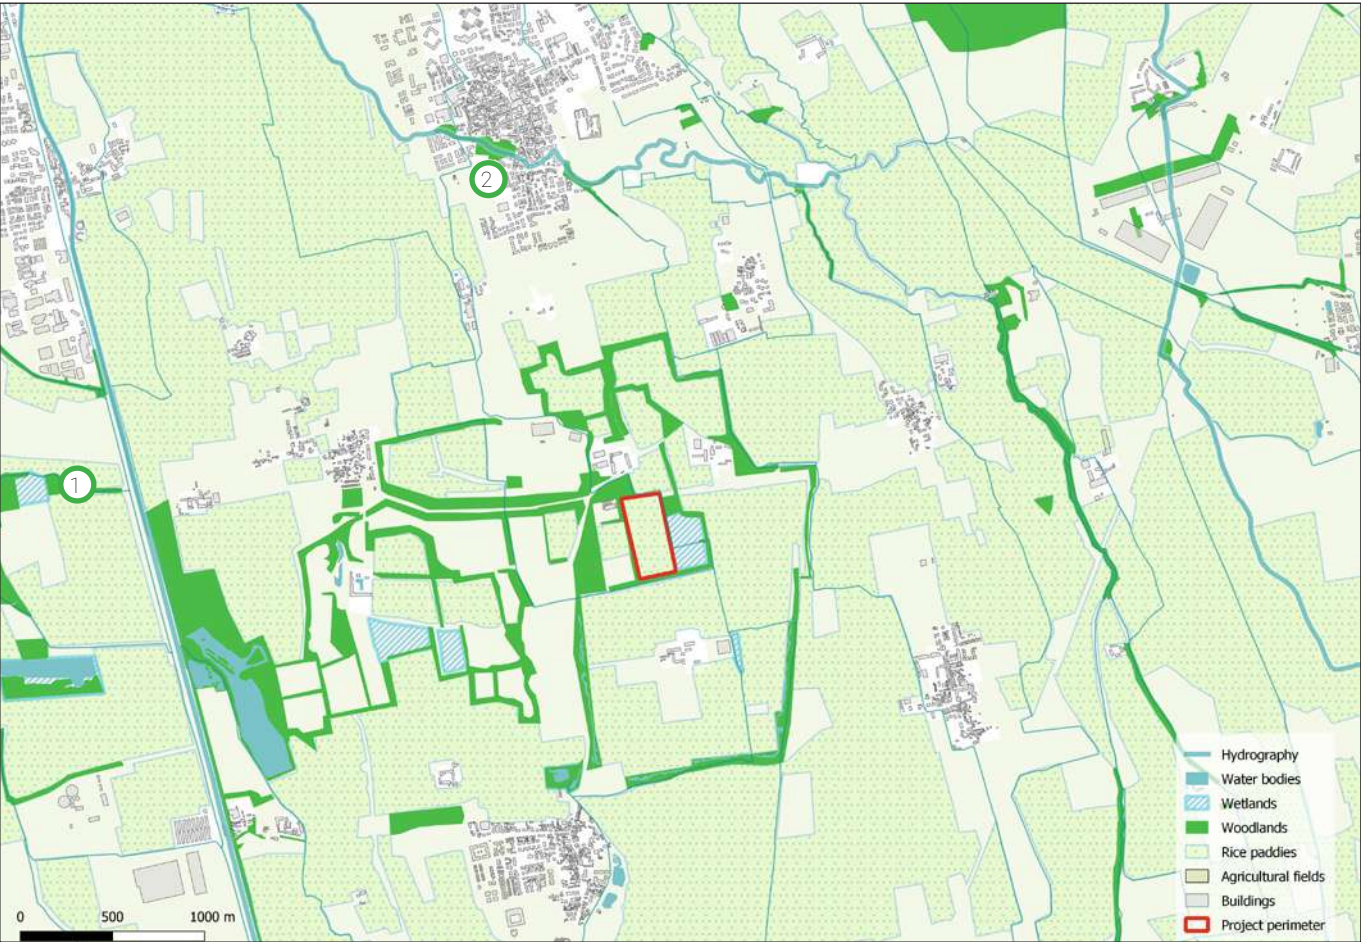 2
1
Hydrography
Water bodies
Wetlands
Woodlands
Rice paddies
Agricultural fields
Buildings
Project perimeter
0 500 1000 m